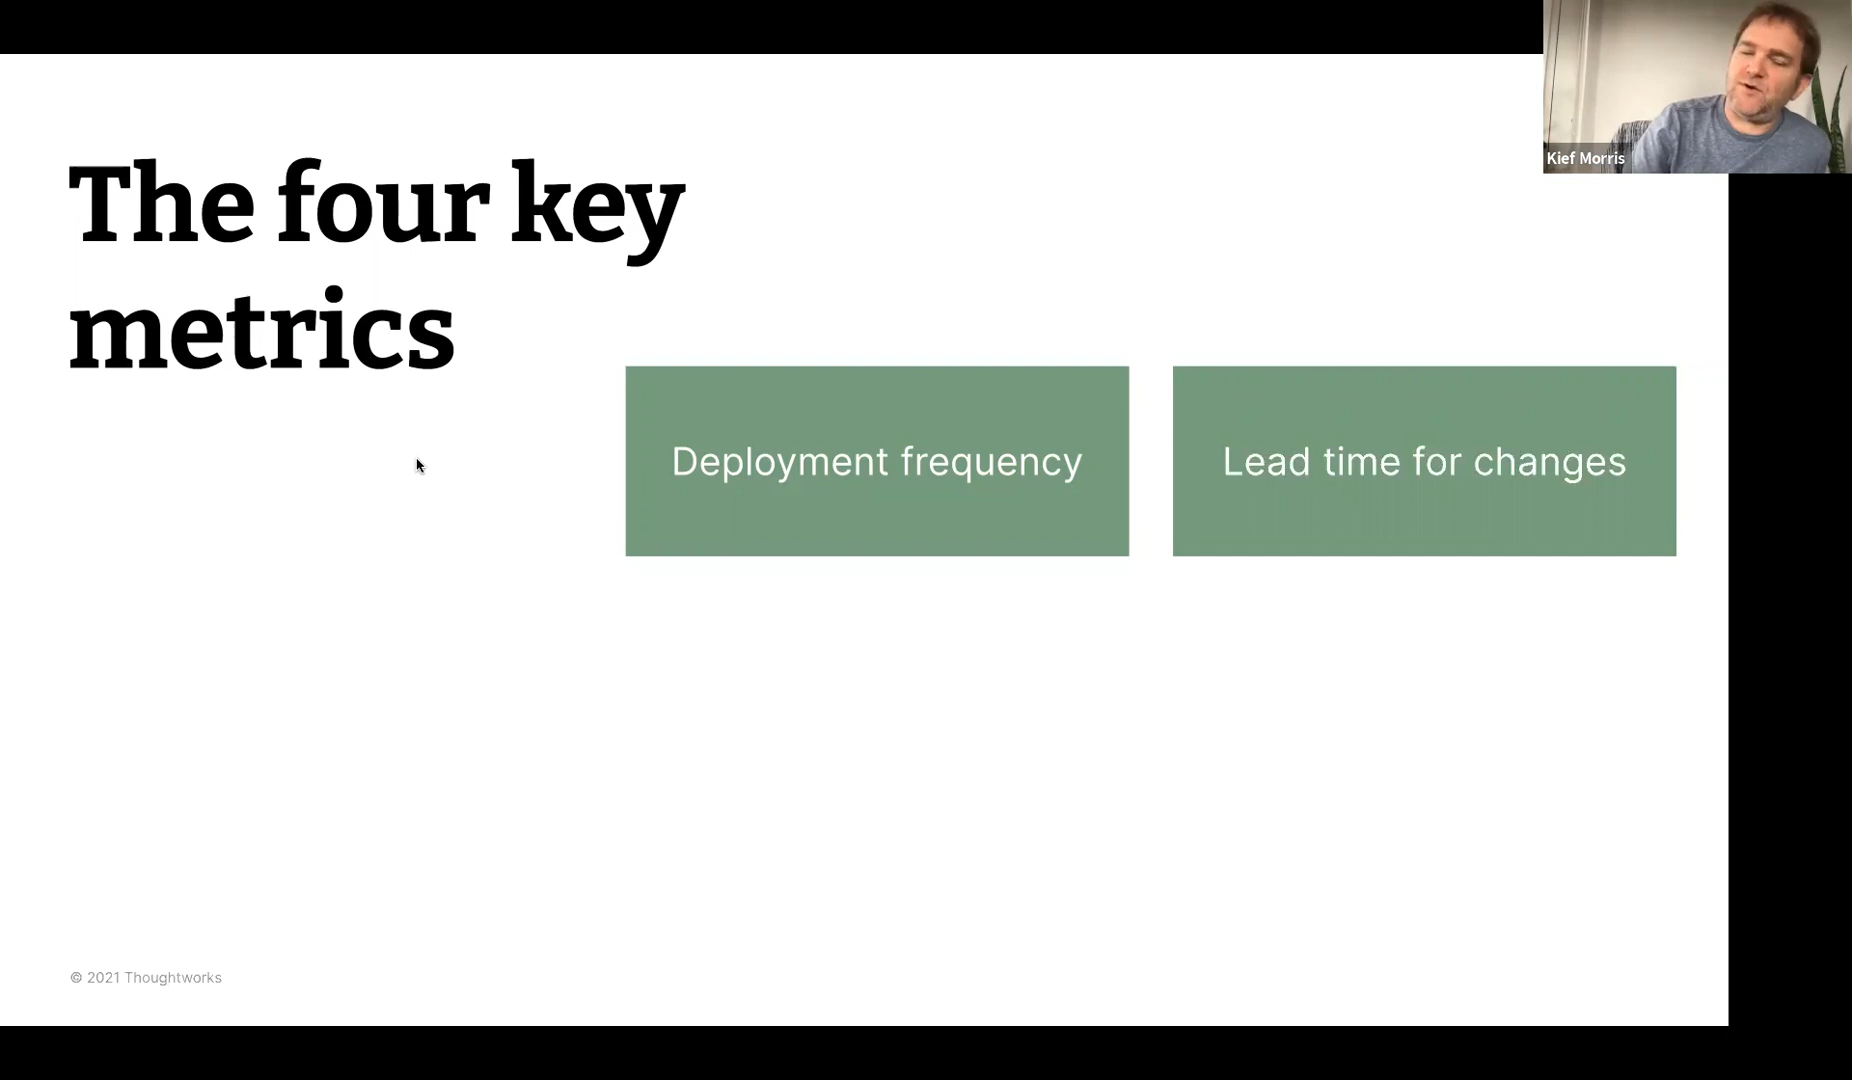 Kief Morris
The four key
metrics
Deployment frequency
Lead time for changes
© 2021 Thoughtworks